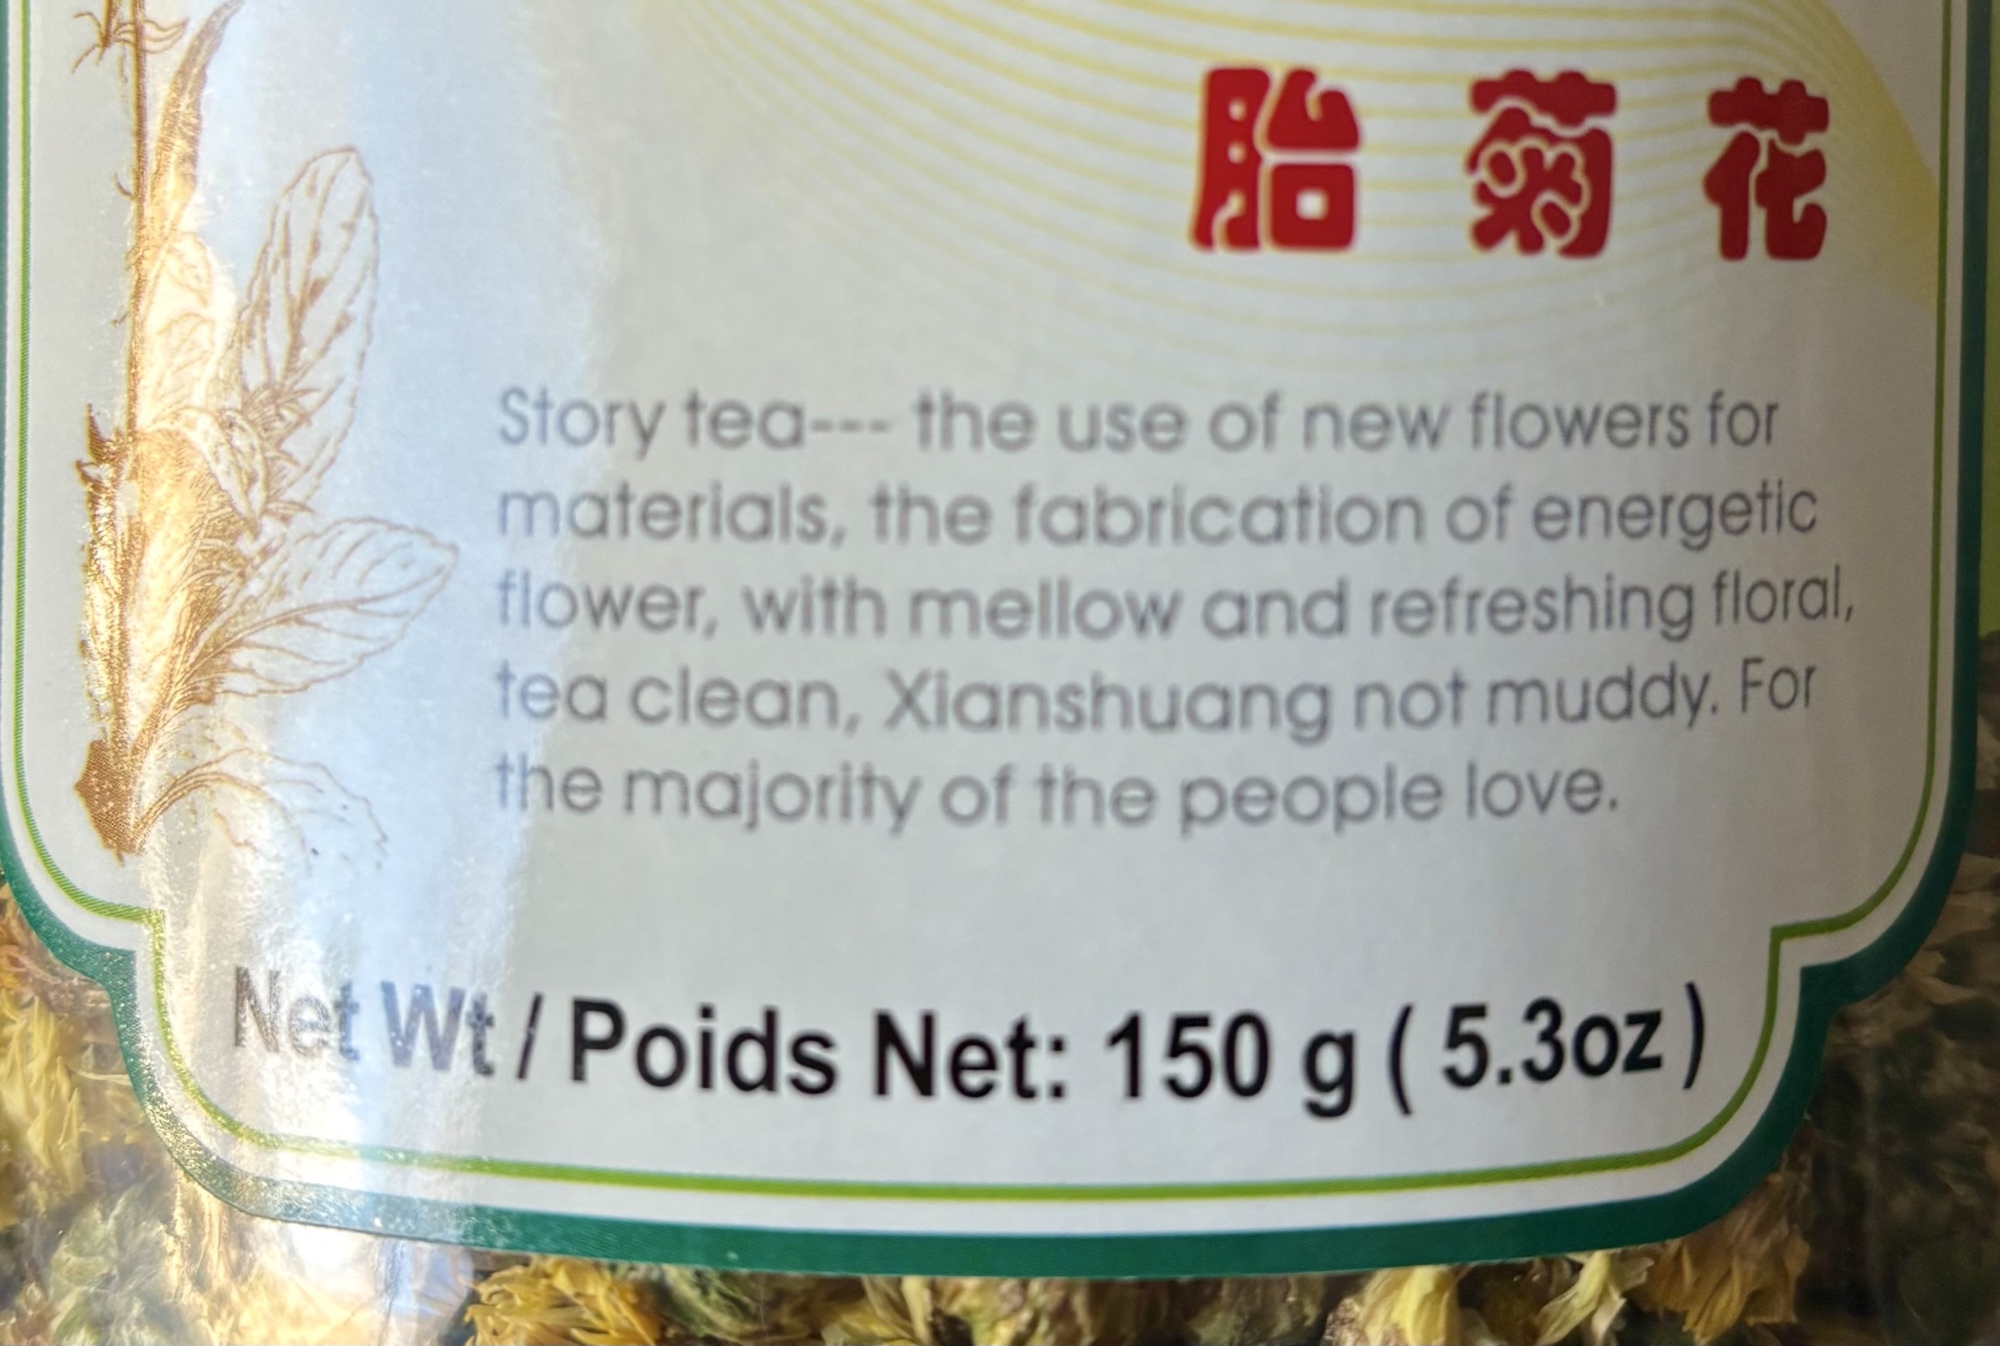 胎菊花
Story tea--- the use of new flowers for
materials, the fabrication of energetic
flower, with mellow and refreshing floral,
tea clean, Xianshuang not muddy. For
the majority of the people love.
Net Wt / Poids Net: 150 g ( 5.3oz )